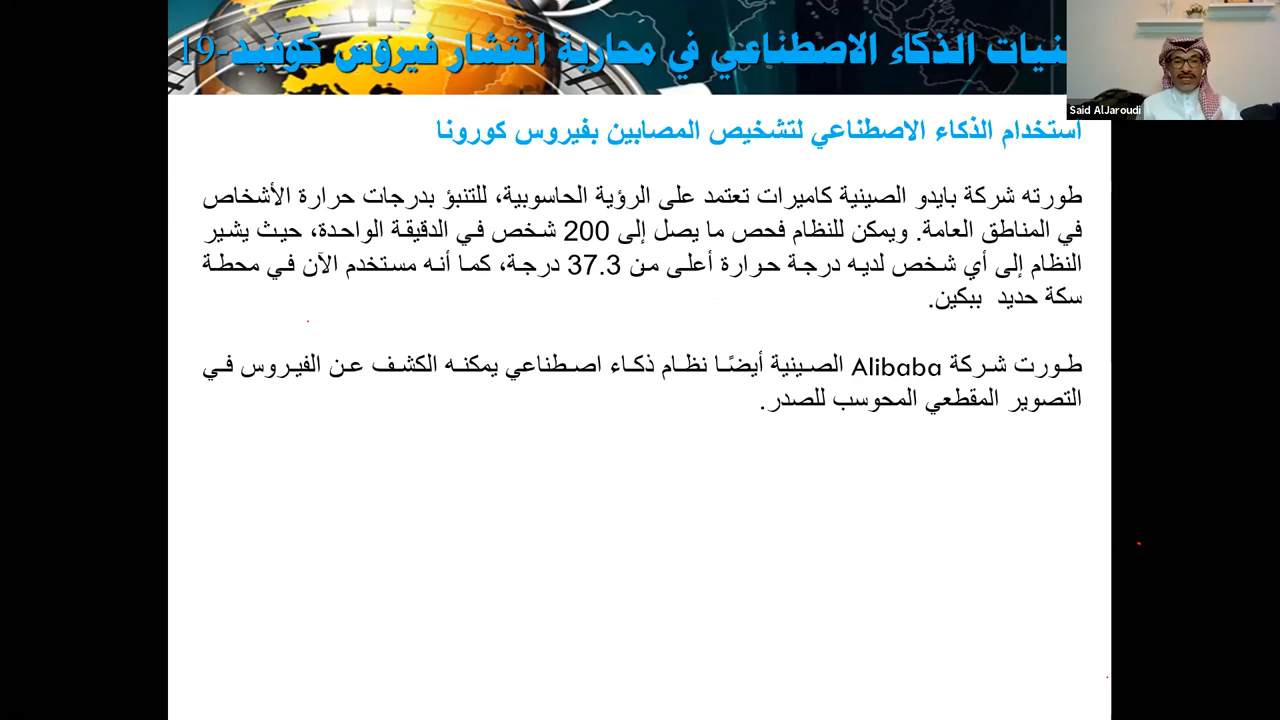 الذكاء الاصطناعي في محاربة انتشار فيروس كوفيد-19
Said AlJaroudi
استخدام الذكاء الاصطناعي لتشخيص المصابين بفيروس كورونا
طورته شركة بايدو الصينية كاميرات تعتمد على الرؤية الحاسوبية، للتنبؤ بدرجات حرارة الأشخاص
في المناطق العامة. ويمكن للنظام فحص ما يصل إلى 200 شخص في الدقيقة الواحدة، حيث يشير
النظام إلى أي شخص لديه درجة حوارة أعلى من 37.3 درجة، كما أنه مستخدم الآن في محطة
سكة حديد ببكين.
طورت شركة Alibaba الصينية أيضًا نظام ذكاء اصطناعي يمكنه الكشف عن الفيروس في
التصوير المقطعي المحوسب للصدر.